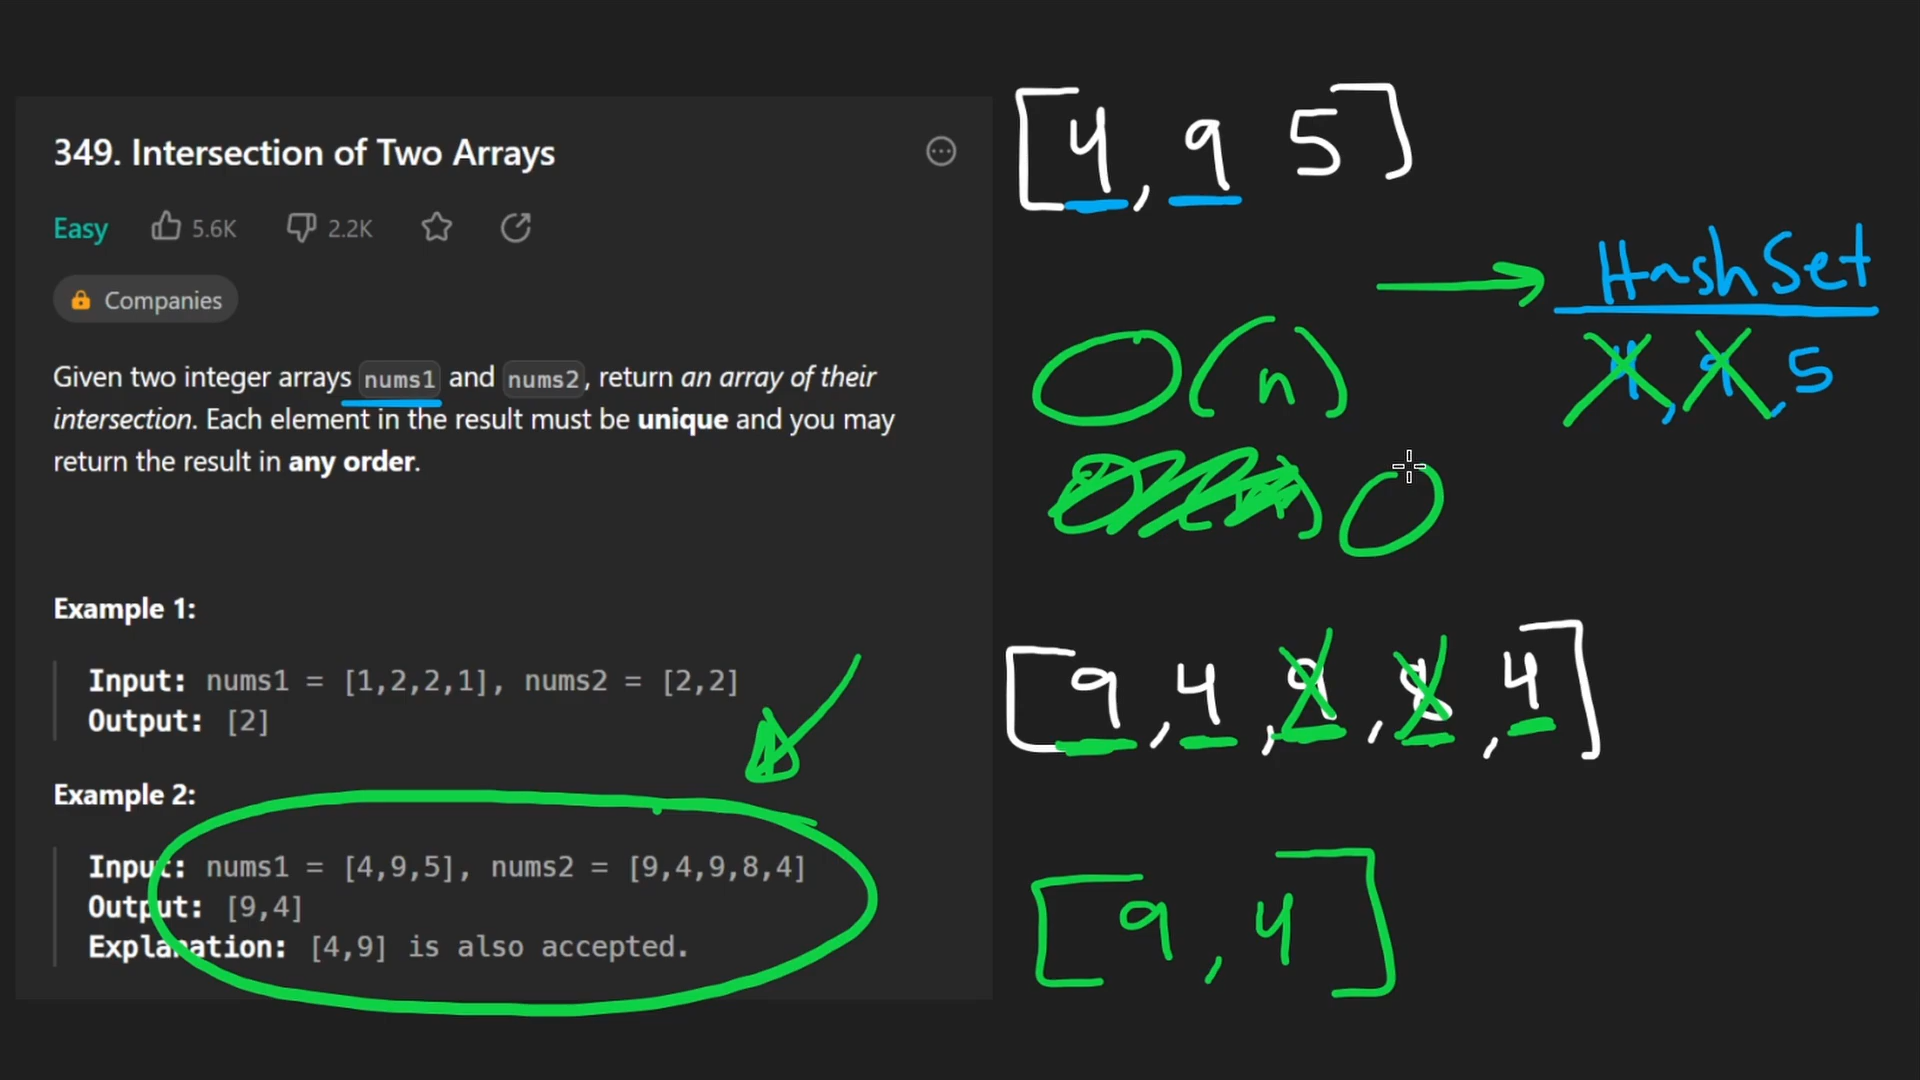 349. Intersection of Two Arrays
Easy 5.6K 2.2K
Companies
Given two integer arrays nums1 and nums2, return an array of their
intersection. Each element in the result must be unique and you may
return the result in any order.
Example 1:
Input: nums1 = [1,2,2,1], nums2 = [2,2]
Output: [2]
Example 2:
Input: nums1 = [4,9,5], nums2 = [9,4,9,8,4]
Output: [9,4]
Explanation: [4,9] is also accepted.
[4, 9 5]
HashSet
4, 9, 5
O(n)
O
[9, 4, 9, 8, 4]
[9, 4]